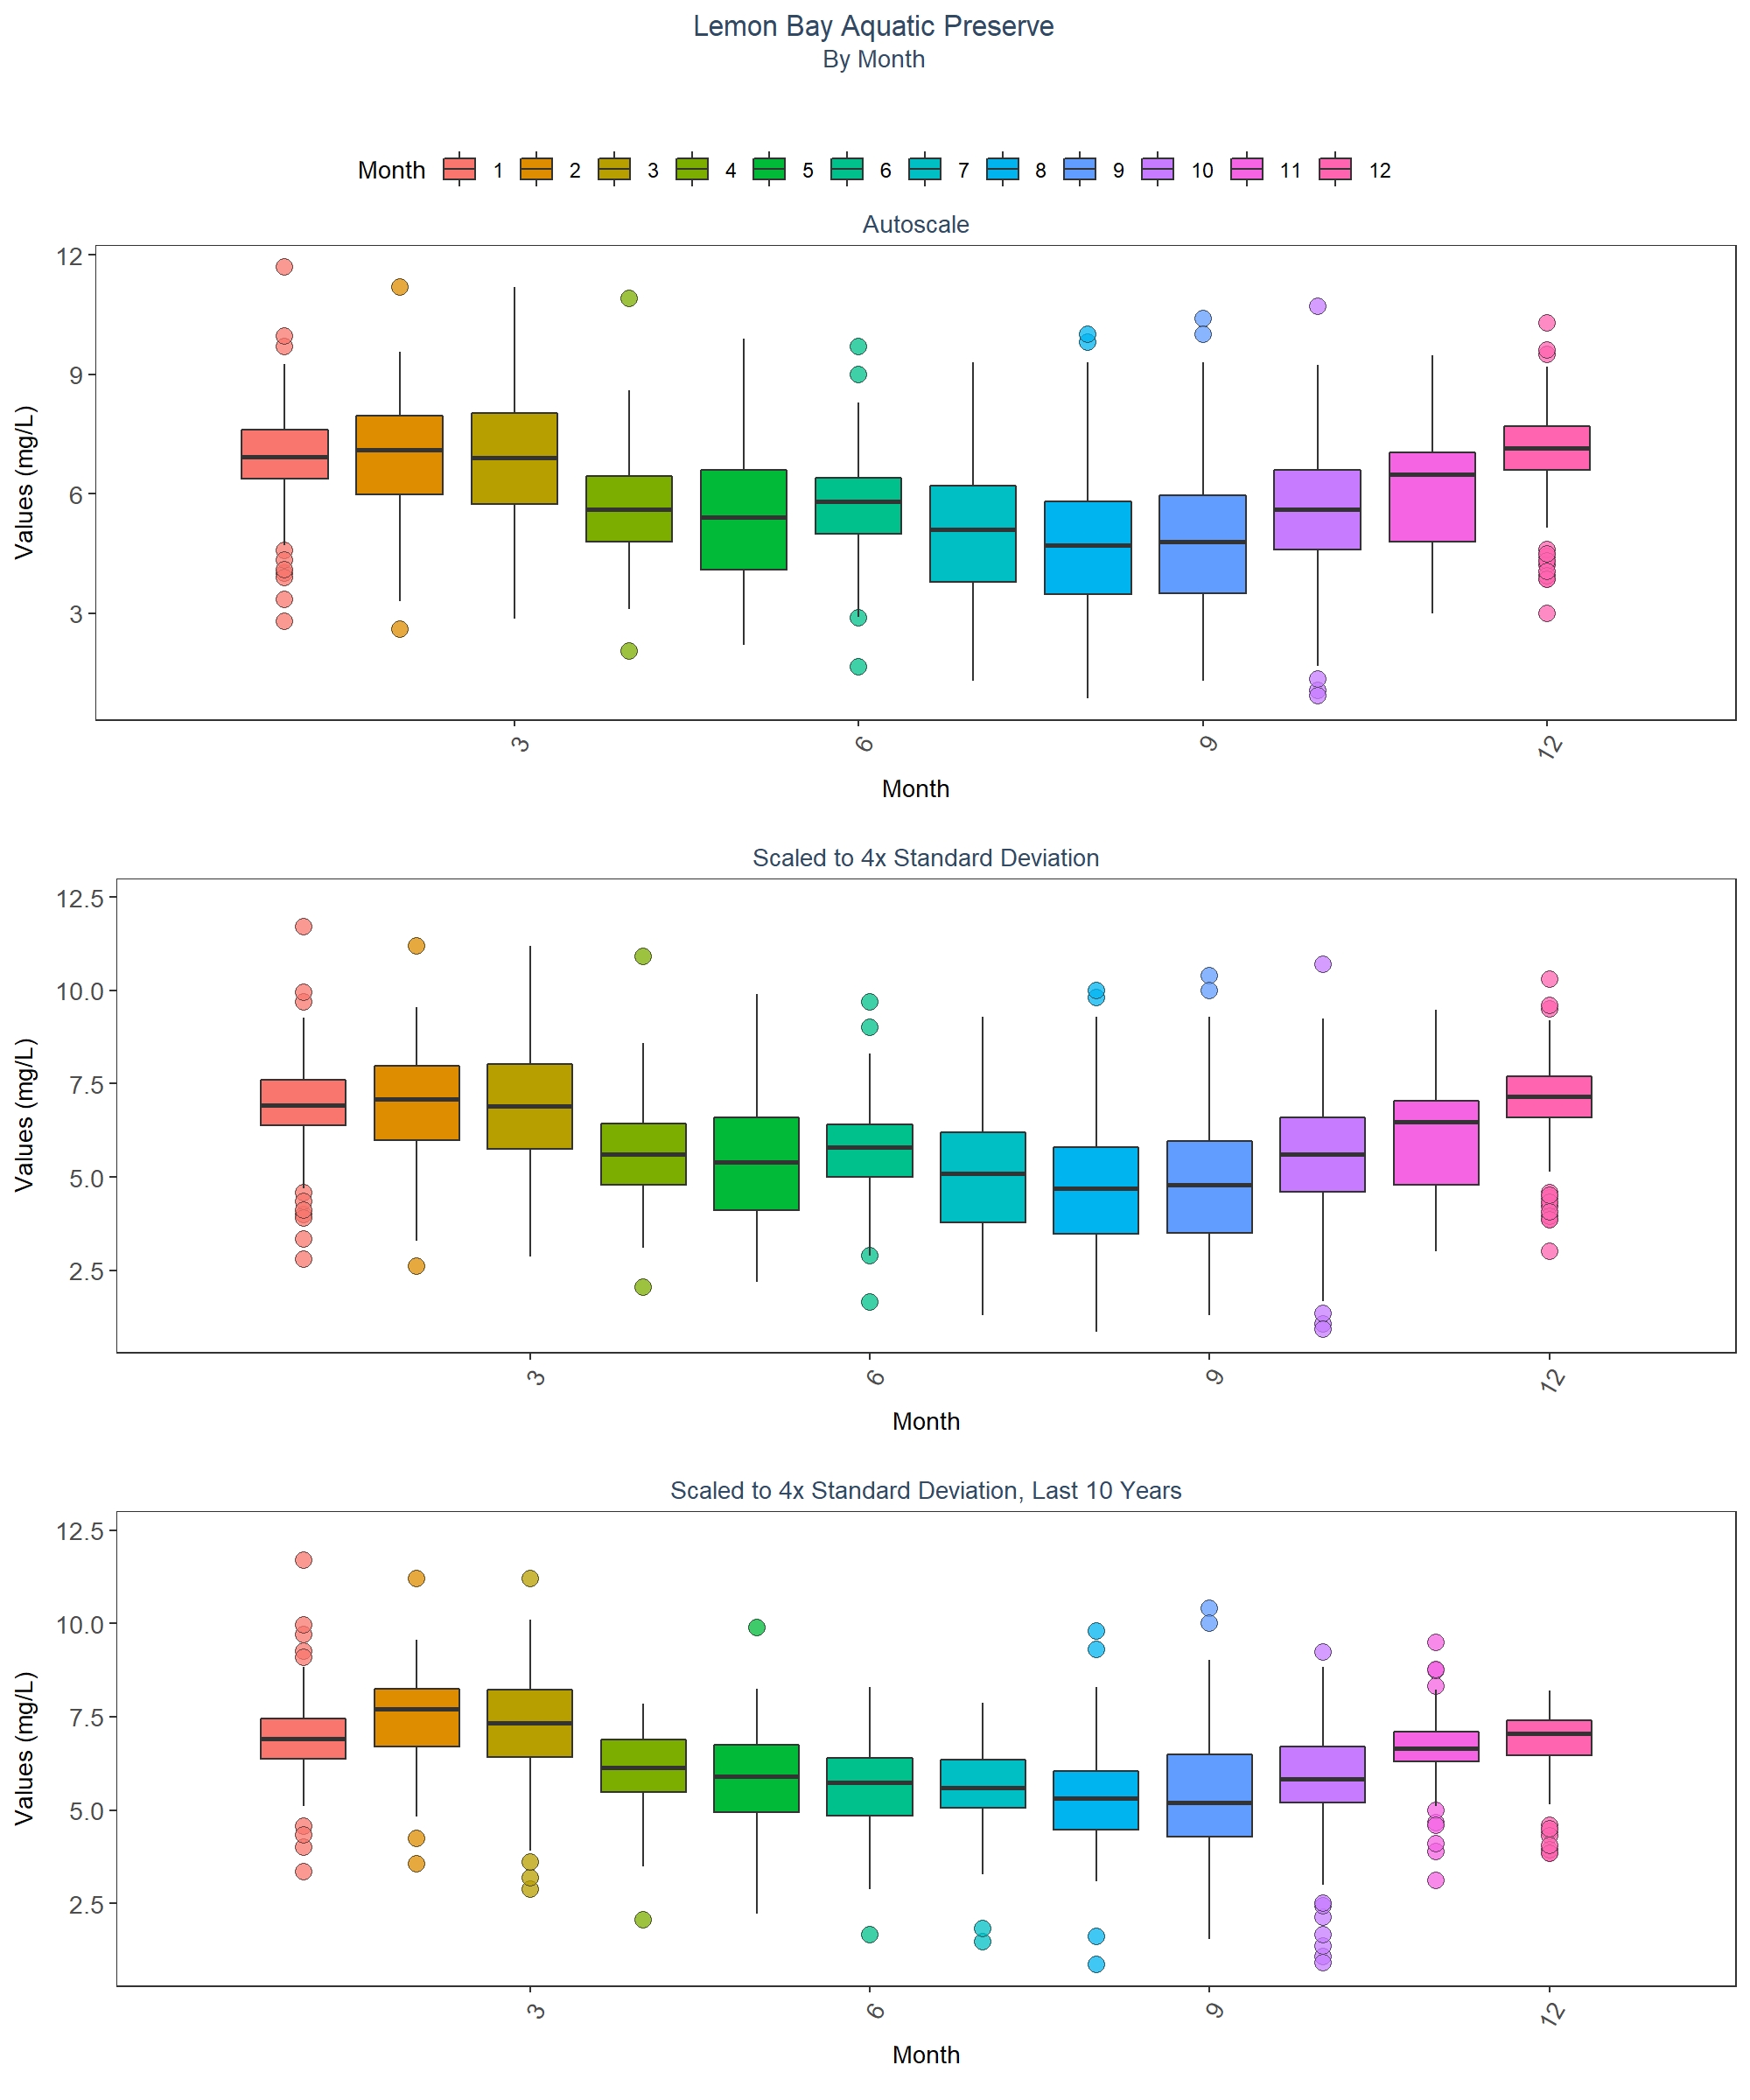 Lemon Bay Aquatic Preserve
By Month
Month 1 2 3 4 5 6 7 8 9 10 11 12
Autoscale
12
9
6
3
Values (mg/L)
3 6 9 12
Month
Scaled to 4x Standard Deviation
12.5
10.0
7.5
5.0
2.5
Values (mg/L)
3 6 9 12
Month
Scaled to 4x Standard Deviation, Last 10 Years
12.5
10.0
7.5
5.0
2.5
Values (mg/L)
3 6 9 12
Month